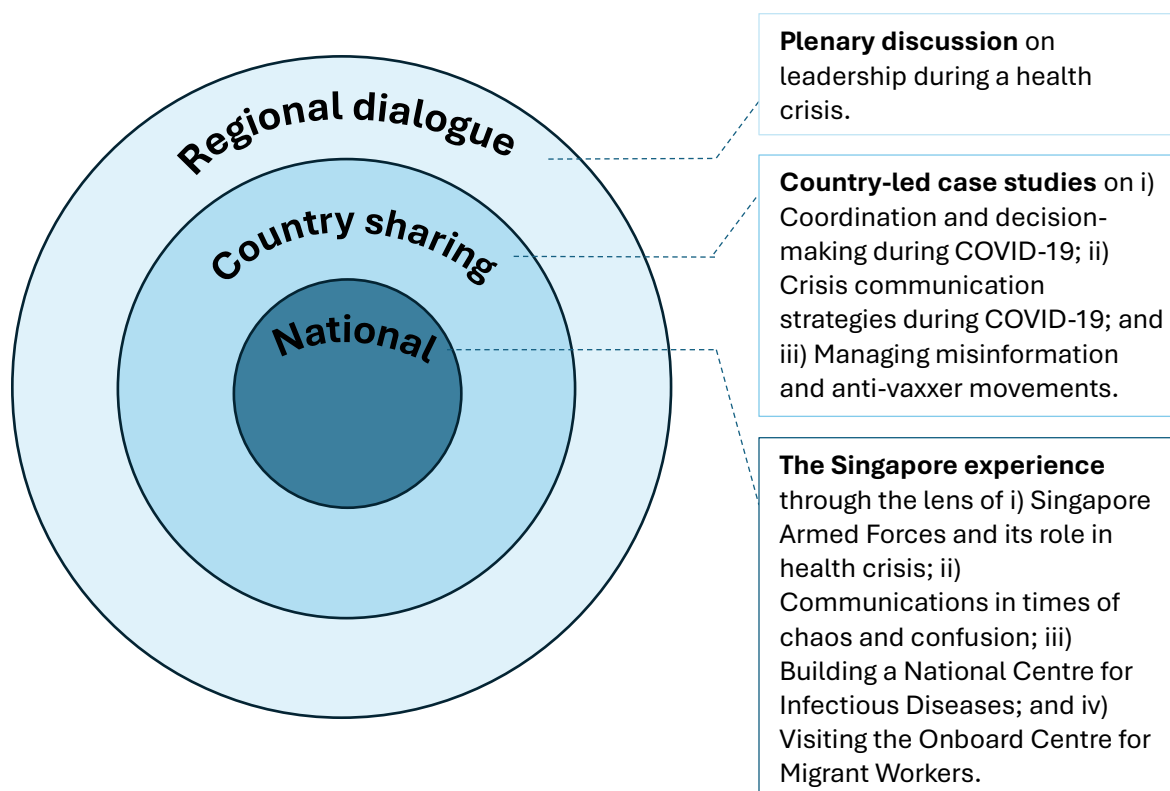 Regional dialogue
Country sharing
National
Plenary discussion on
leadership during a health
crisis.
Country-led case studies on i)
Coordination and decision-
making during COVID-19; ii)
Crisis communication
strategies during COVID-19; and
iii) Managing misinformation
and anti-vaxxer movements.
The Singapore experience
through the lens of i) Singapore
Armed Forces and its role in
health crisis; ii)
Communications in times of
chaos and confusion; iii)
Building a National Centre for
Infectious Diseases; and iv)
Visiting the Onboard Centre for
Migrant Workers.